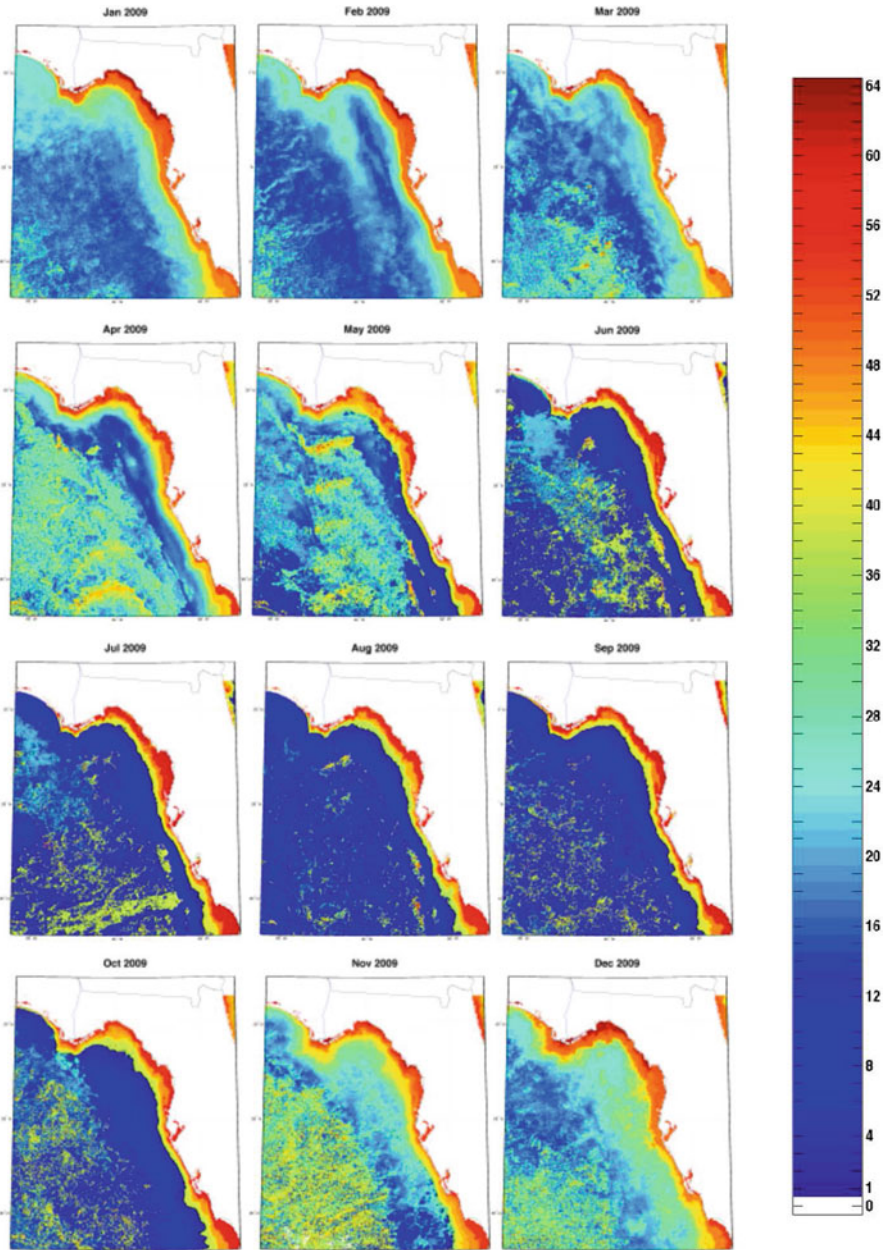 Jan 2009
Feb 2009
Mar 2009
Apr 2009
May 2009
Jun 2009
Jul 2009
Aug 2009
Sep 2009
Oct 2009
Nov 2009
Dec 2009
64
60
56
52
48
44
40
36
32
28
24
20
16
12
8
4
1
0